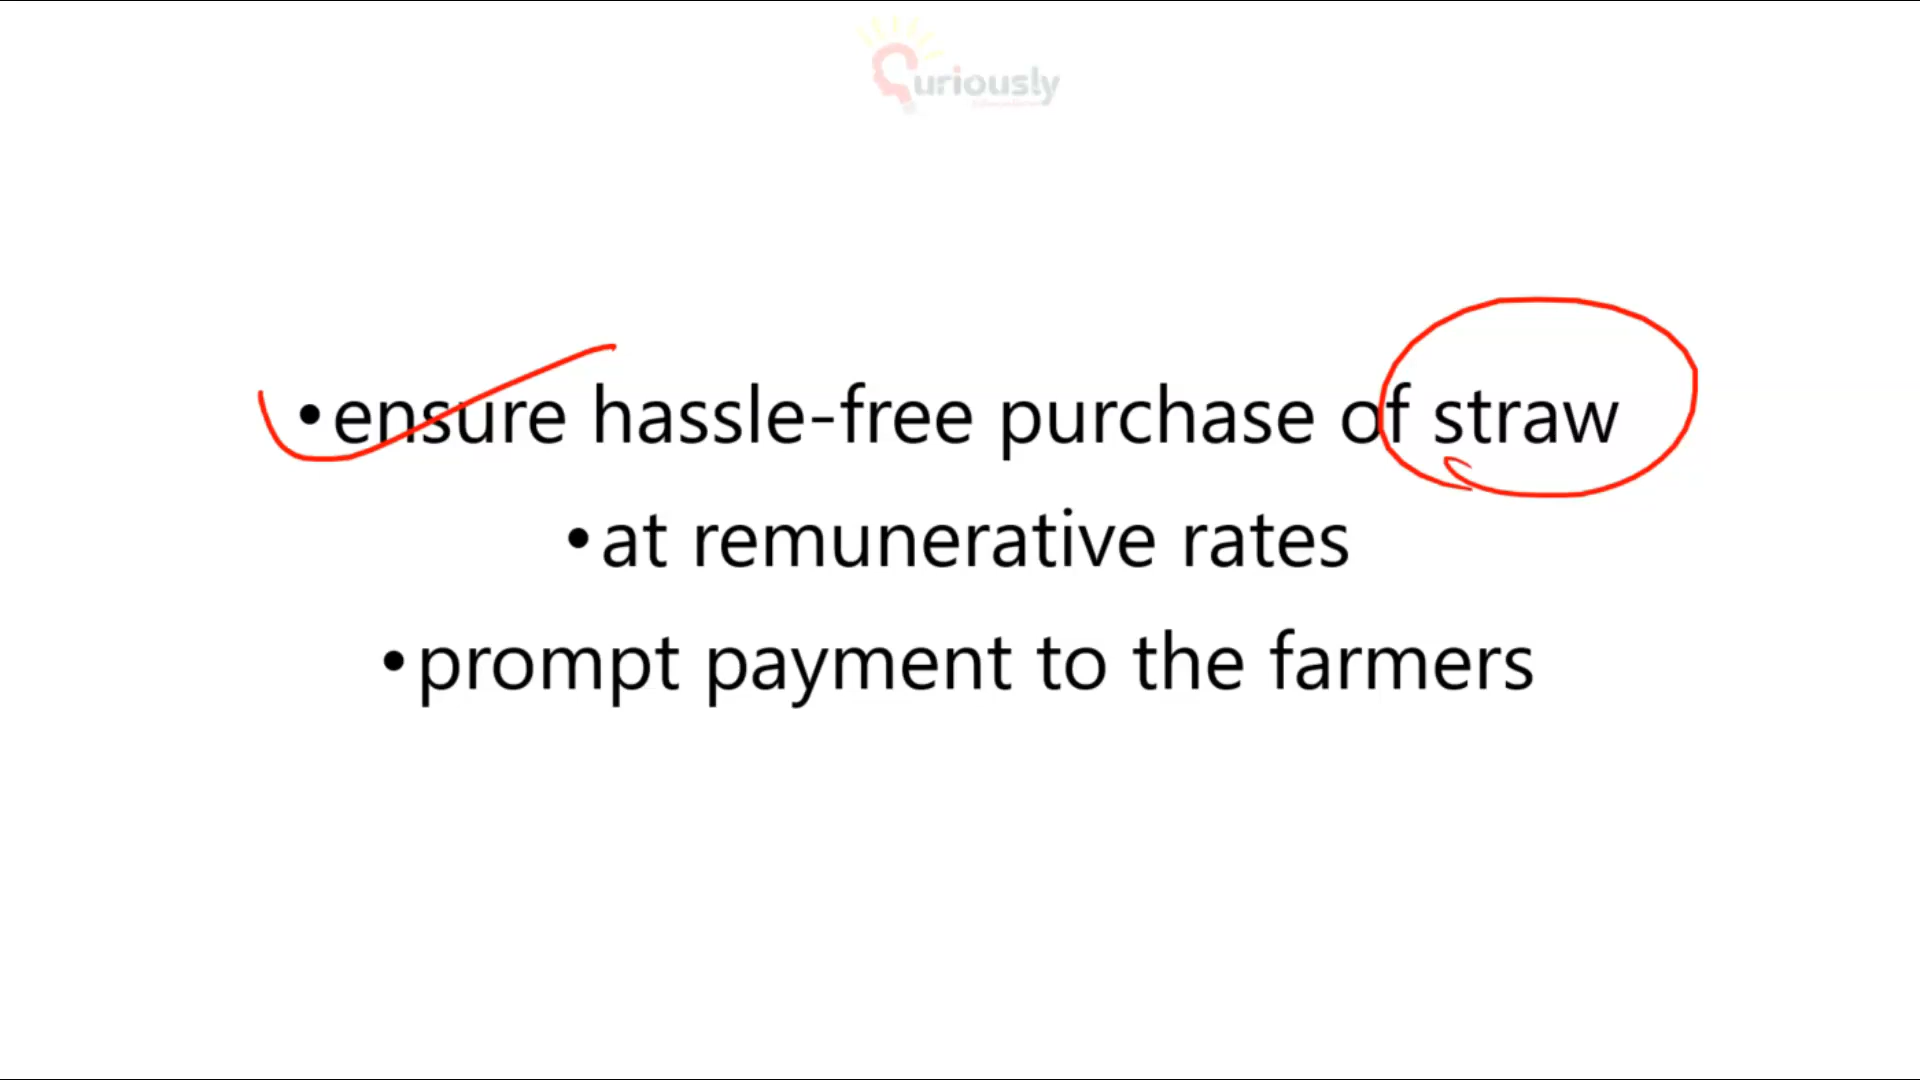 Curiously
•ensure hassle-free purchase of straw
•at remunerative rates
•prompt payment to the farmers